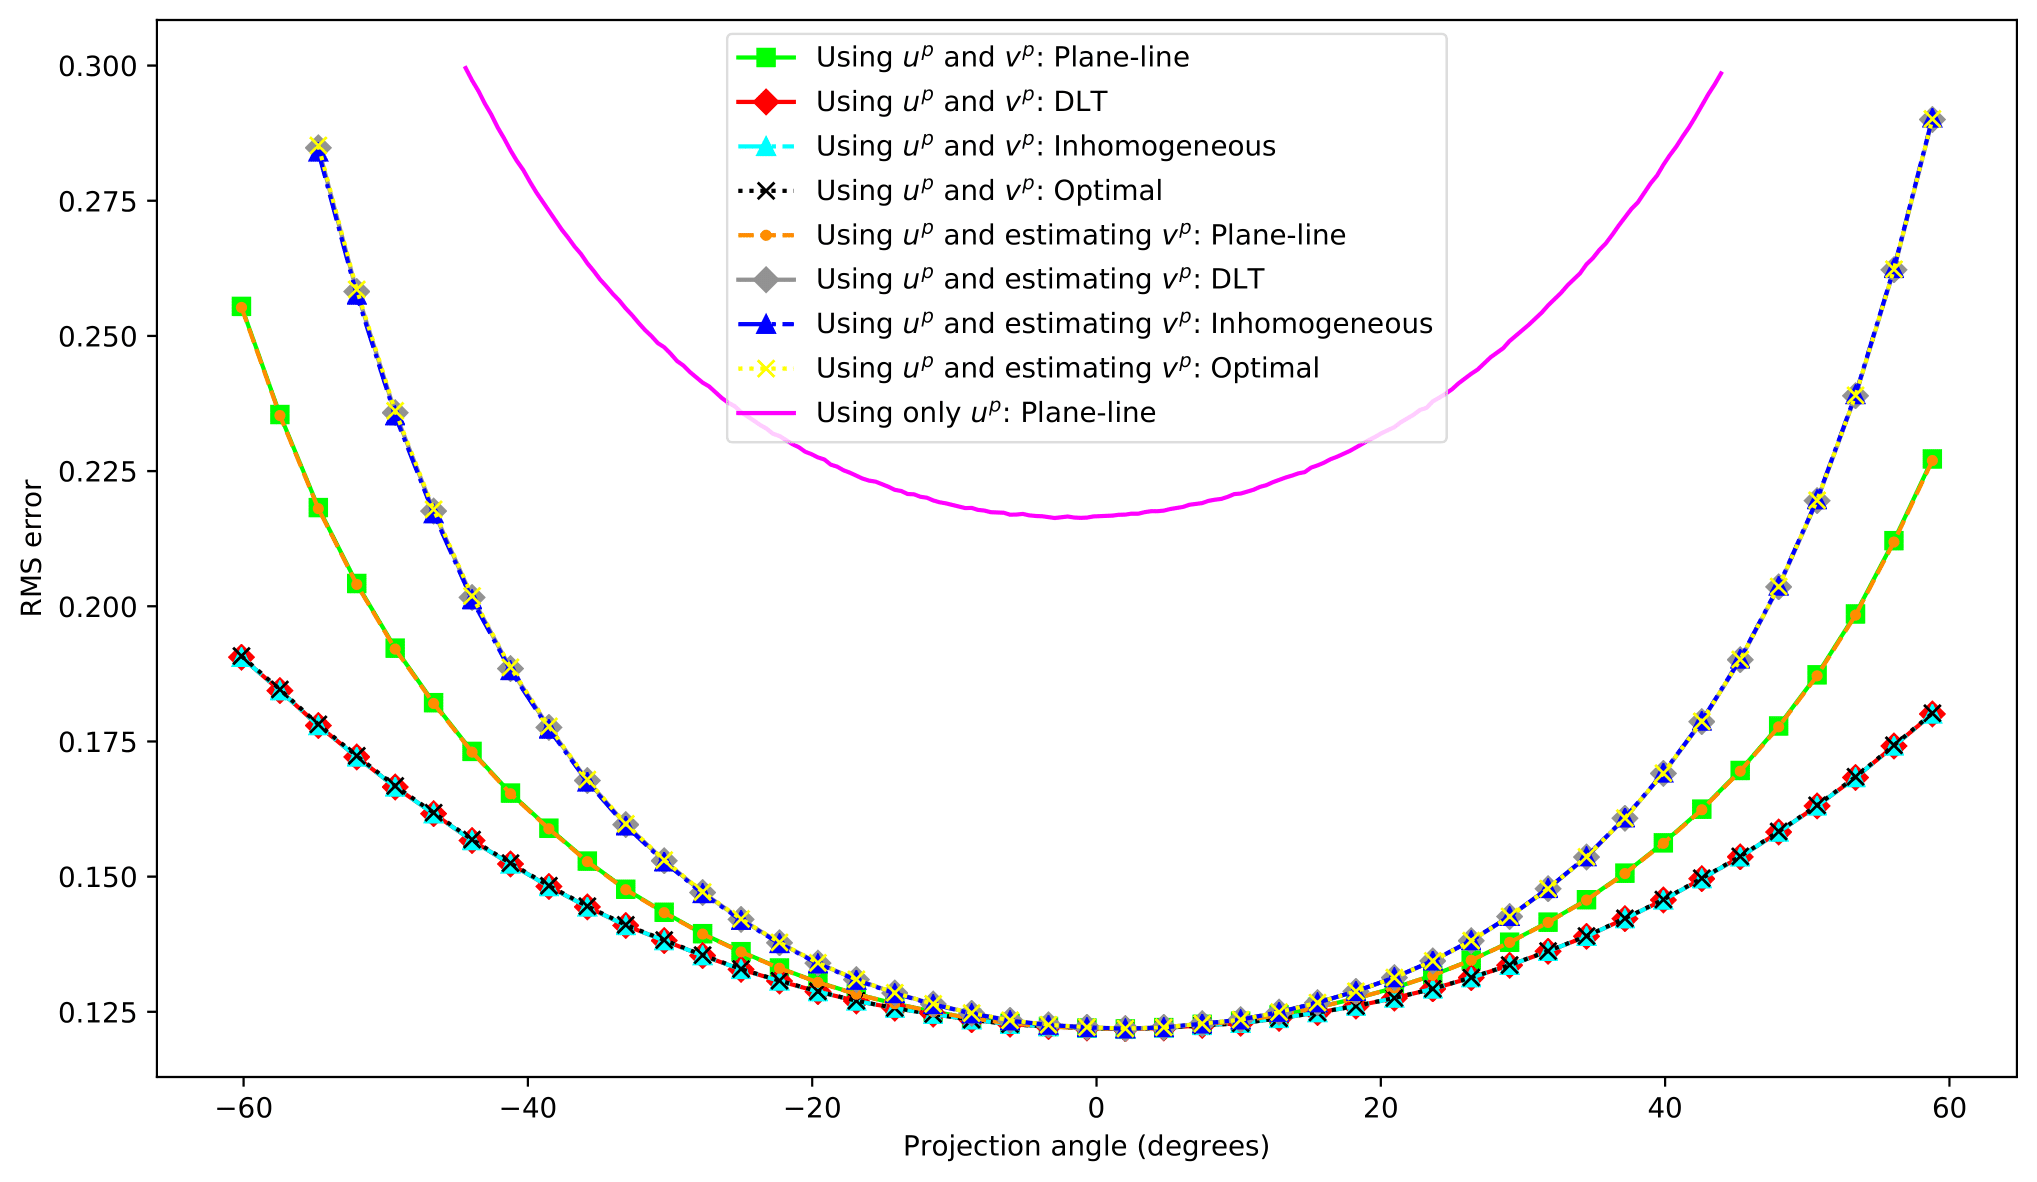 0.300
0.275
0.250
0.225
0.200
0.175
0.150
0.125
RMS error
Using u^p and v^p: Plane-line
Using u^p and v^p: DLT
Using u^p and v^p: Inhomogeneous
Using u^p and v^p: Optimal
Using u^p and estimating v^p: Plane-line
Using u^p and estimating v^p: DLT
Using u^p and estimating v^p: Inhomogeneous
Using u^p and estimating v^p: Optimal
Using only u^p: Plane-line
−60 −40 −20 0 20 40 60
Projection angle (degrees)